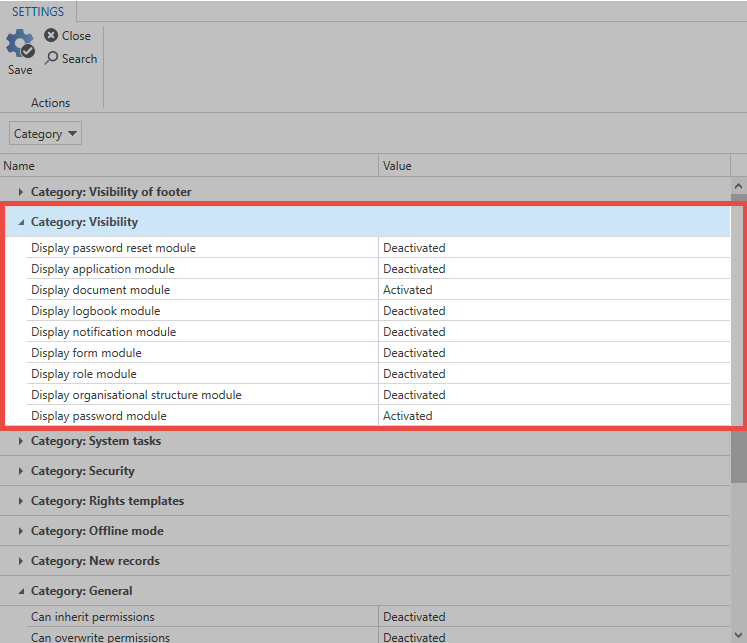 SETTINGS
Close
Search
Save
Actions
Category
Name Value
Category: Visibility of footer
Category: Visibility
Display password reset module Deactivated
Display application module Deactivated
Display document module Activated
Display logbook module Deactivated
Display notification module Deactivated
Display form module Deactivated
Display role module Deactivated
Display organisational structure module Deactivated
Display password module Activated
Category: System tasks
Category: Security
Category: Rights templates
Category: Offline mode
Category: New records
Category: General
Can inherit permissions Deactivated
Can overwrite permissions Deactivated